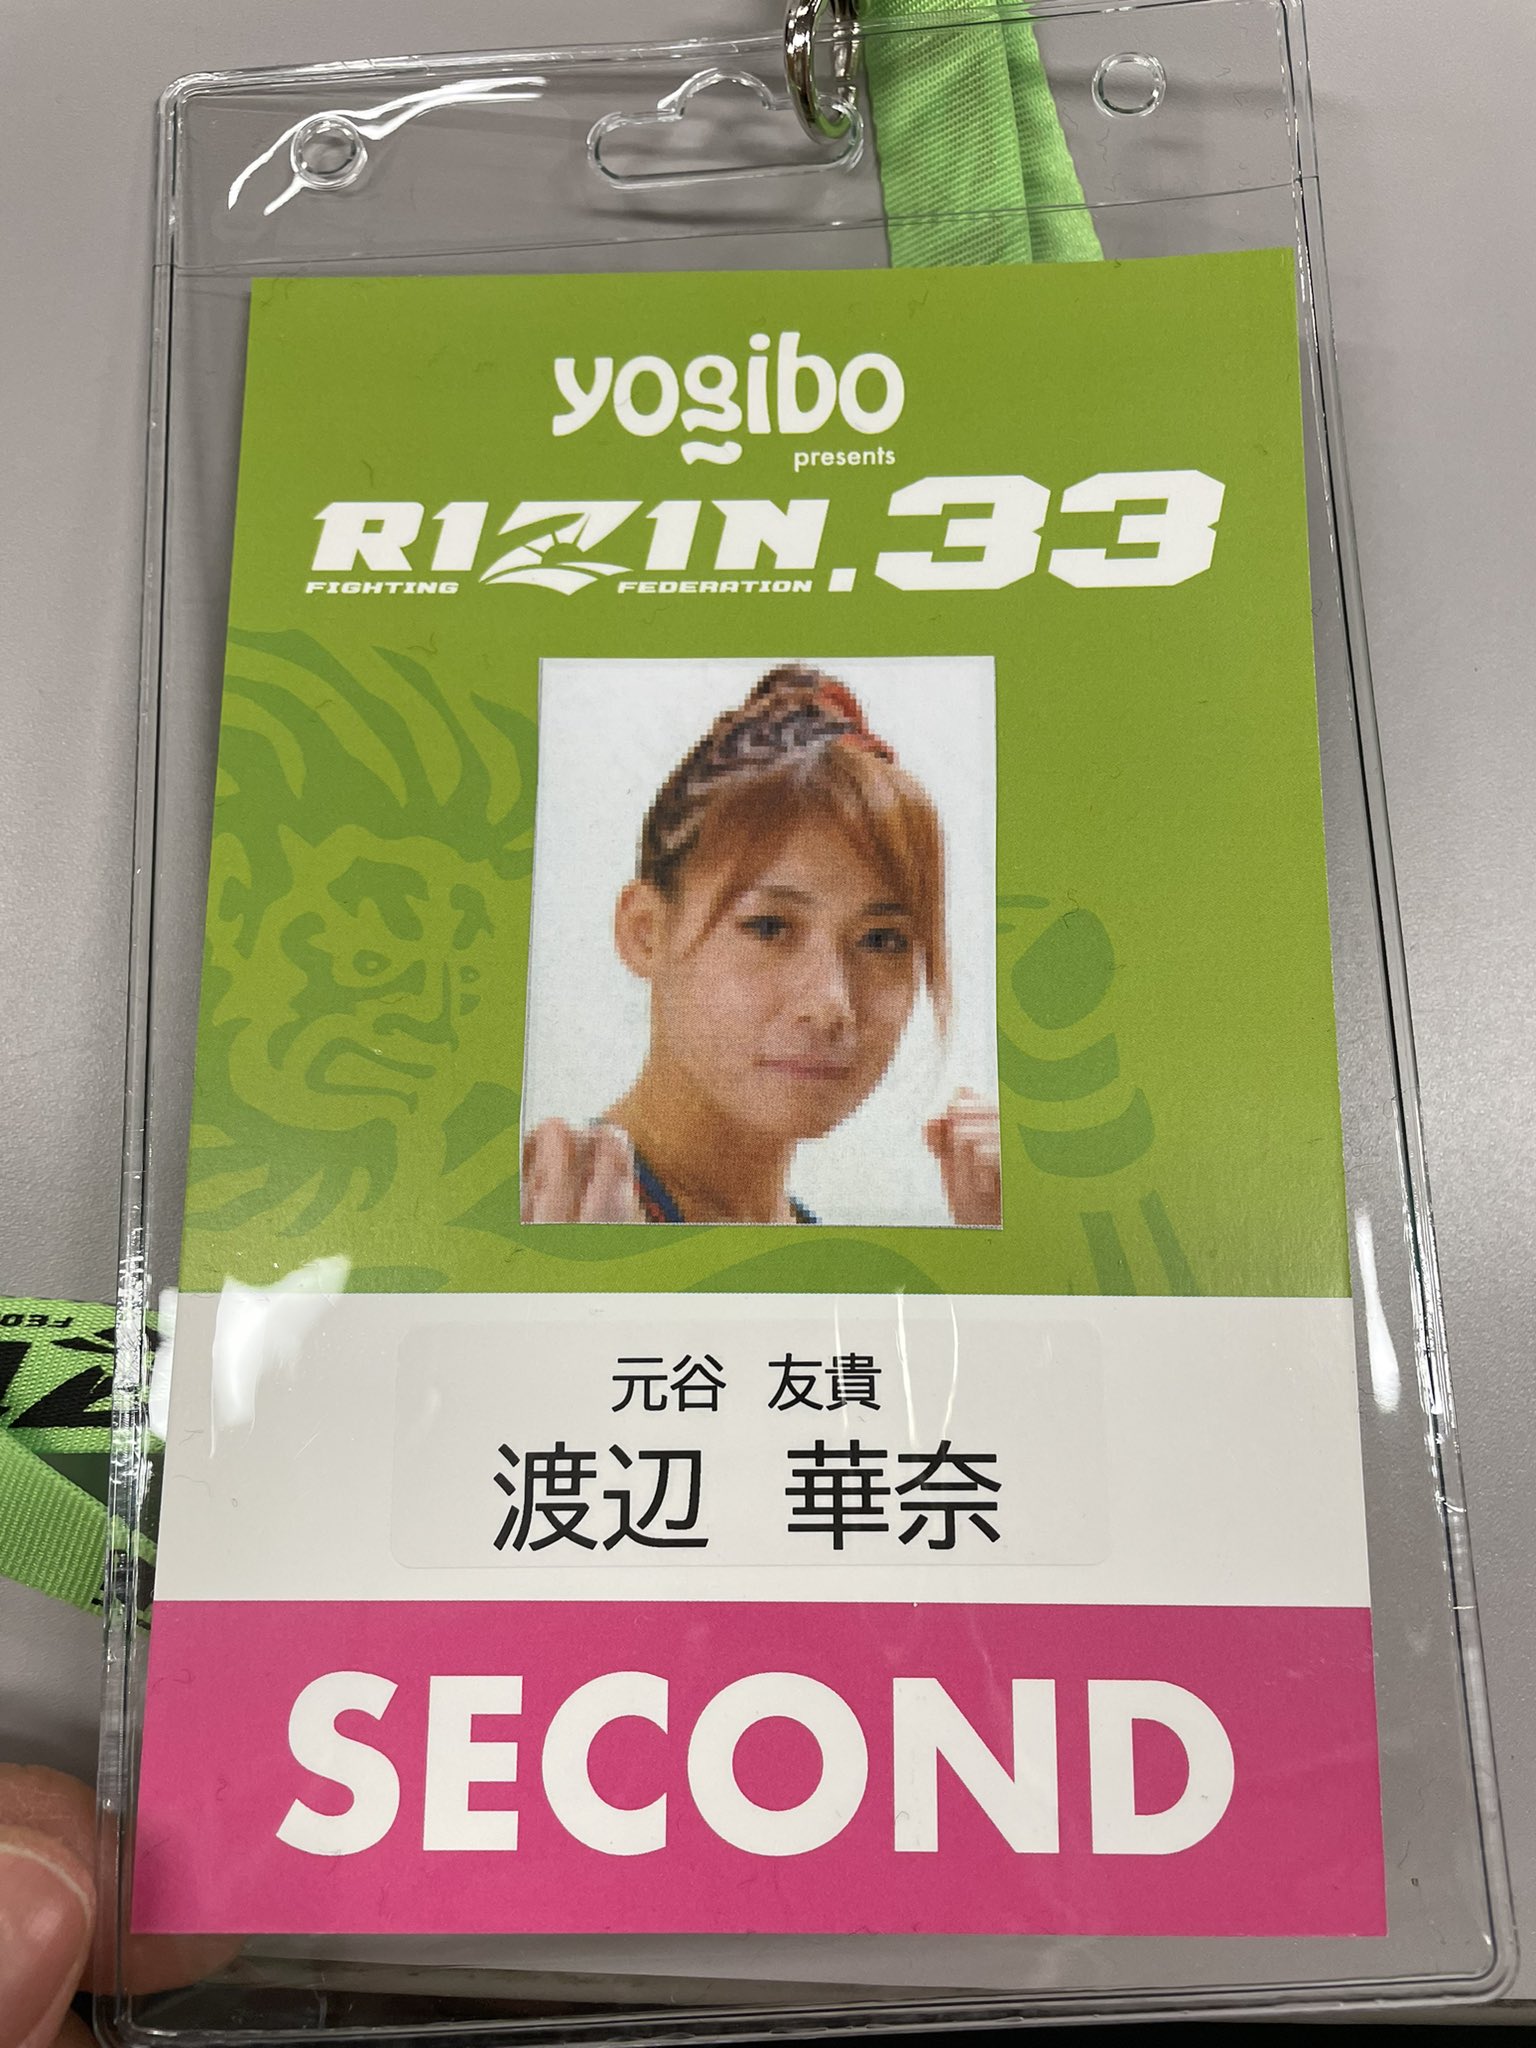 yogibo
presents
RIZIN.33
FIGHTING FEDERATION
元谷 友貴
渡辺 華奈
SECOND